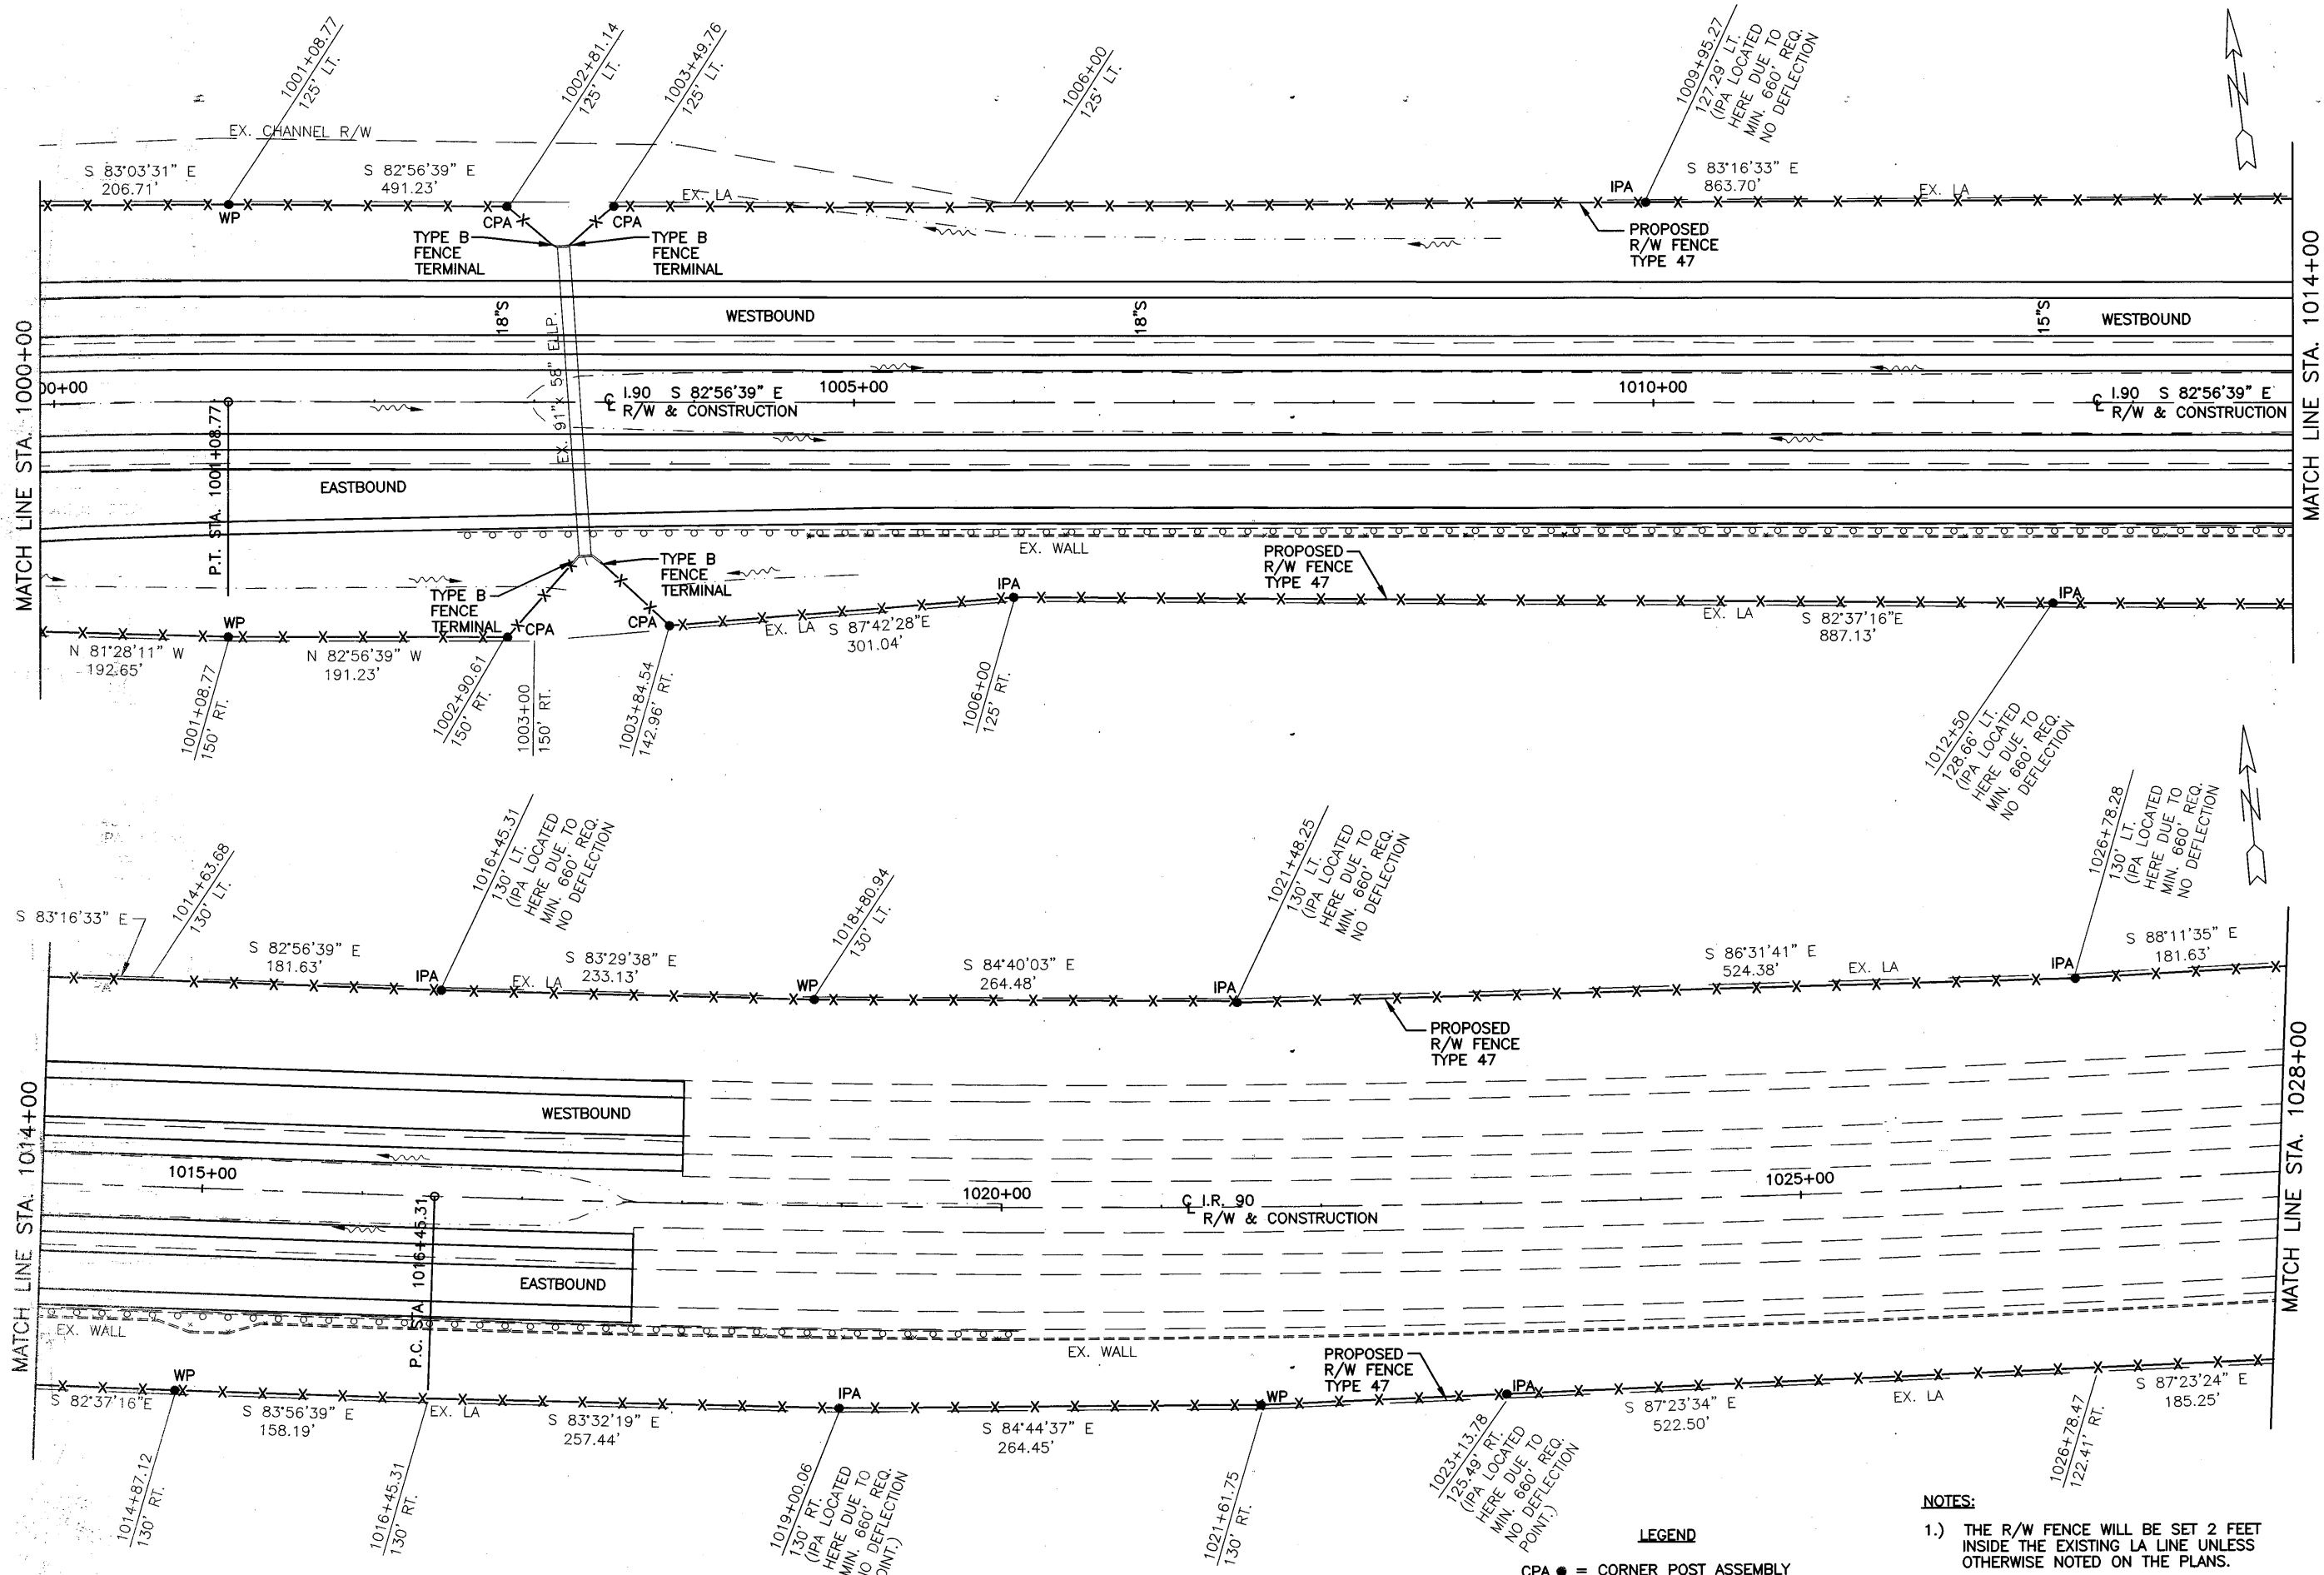 1001+08.77
125' LT.
1002+81.14
125' LT.
1003+49.76
125' LT.
1006+00
125' LT.
1009+95.27
127.29' LT.
(IPA LOCATED
HERE DUE TO
MIN. 660' REQ.
NO DEFLECTION
EX. CHANNEL R/W
S 83°03'31" E
206.71'
S 82°56'39" E
491.23'
EX. LA
IPA
S 83°16'33" E
863.70'
EX. LA
N
WP
CPA
CPA
TYPE B
FENCE
TERMINAL
TYPE B
FENCE
TERMINAL
PROPOSED
R/W FENCE
TYPE 47
MATCH LINE STA. 1000+00
MATCH LINE STA. 1014+00
18"S
WESTBOUND
18"S
15"S
WESTBOUND
EX. 91"x 58" ELLP.
00+00
1005+00
1010+00
℄ I.90 S 82°56'39" E
R/W & CONSTRUCTION
℄ I.90 S 82°56'39" E
R/W & CONSTRUCTION
P.T. STA. 1001+08.77
EASTBOUND
EX. WALL
TYPE B
FENCE
TERMINAL
TYPE B
FENCE
TERMINAL
PROPOSED
R/W FENCE
TYPE 47
IPA
IPA
WP
CPA
CPA
EX. LA
S 87°42'28"E
301.04'
EX. LA
S 82°37'16"E
887.13'
N 81°28'11" W
192.65'
N 82°56'39" W
191.23'
1001+08.77
150' RT.
1002+90.61
150' RT.
1003+00
150' RT.
1003+84.54
142.96' RT.
1006+00
125' RT.
1012+50
128.66' LT.
(IPA LOCATED
HERE DUE TO
MIN. 660' REQ.
NO DEFLECTION
N
1014+63.68
130' LT.
1016+45.31
130' LT.
(IPA LOCATED
HERE DUE TO
MIN. 660' REQ.
NO DEFLECTION
1018+80.94
130' LT.
1021+48.25
130' LT.
(IPA LOCATED
HERE DUE TO
MIN. 660' REQ.
NO DEFLECTION
1026+78.28
130' LT.
(IPA LOCATED
HERE DUE TO
MIN. 660' REQ.
NO DEFLECTION
S 83°16'33" E
S 82°56'39" E
181.63'
IPA
EX. LA
S 83°29'38" E
233.13'
WP
S 84°40'03" E
264.48'
IPA
S 86°31'41" E
524.38'
EX. LA
IPA
S 88°11'35" E
181.63'
PROPOSED
R/W FENCE
TYPE 47
MATCH LINE STA. 1014+00
MATCH LINE STA. 1028+00
WESTBOUND
1015+00
1020+00
1025+00
℄ I.R. 90
R/W & CONSTRUCTION
P.C. STA. 1016+45.31
EASTBOUND
EX. WALL
EX. WALL
PROPOSED
R/W FENCE
TYPE 47
WP
S 82°37'16"E
S 83°56'39" E
158.19'
EX. LA
S 83°32'19" E
257.44'
IPA
S 84°44'37" E
264.45'
WP
IPA
S 87°23'34" E
522.50'
EX. LA
S 87°23'24" E
185.25'
1014+87.12
130' RT.
1016+45.31
130' RT.
1019+00.06
130' RT.
(IPA LOCATED
HERE DUE TO
MIN. 660' REQ.
NO DEFLECTION
POINT.)
1021+61.75
130' RT.
1023+13.78
125.49' RT.
(IPA LOCATED
HERE DUE TO
MIN. 660' REQ.
NO DEFLECTION
POINT.)
1026+78.47
122.41' RT.
LEGEND
CPA ● = CORNER POST ASSEMBLY
NOTES:
1.) THE R/W FENCE WILL BE SET 2 FEET
INSIDE THE EXISTING LA LINE UNLESS
OTHERWISE NOTED ON THE PLANS.